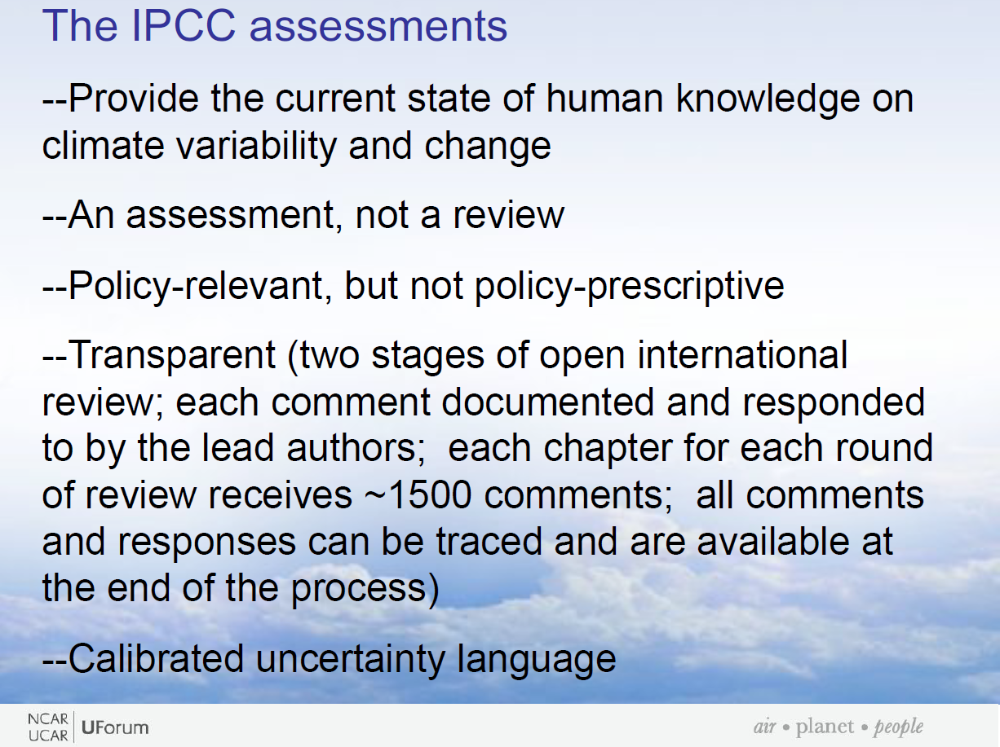 The IPCC assessments
--Provide the current state of human knowledge on
climate variability and change
--An assessment, not a review
--Policy-relevant, but not policy-prescriptive
--Transparent (two stages of open international
review; each comment documented and responded
to by the lead authors;  each chapter for each round
of review receives ~1500 comments;  all comments
and responses can be traced and are available at
the end of the process)
--Calibrated uncertainty language
NCAR
UCAR
UForum
air • planet • people